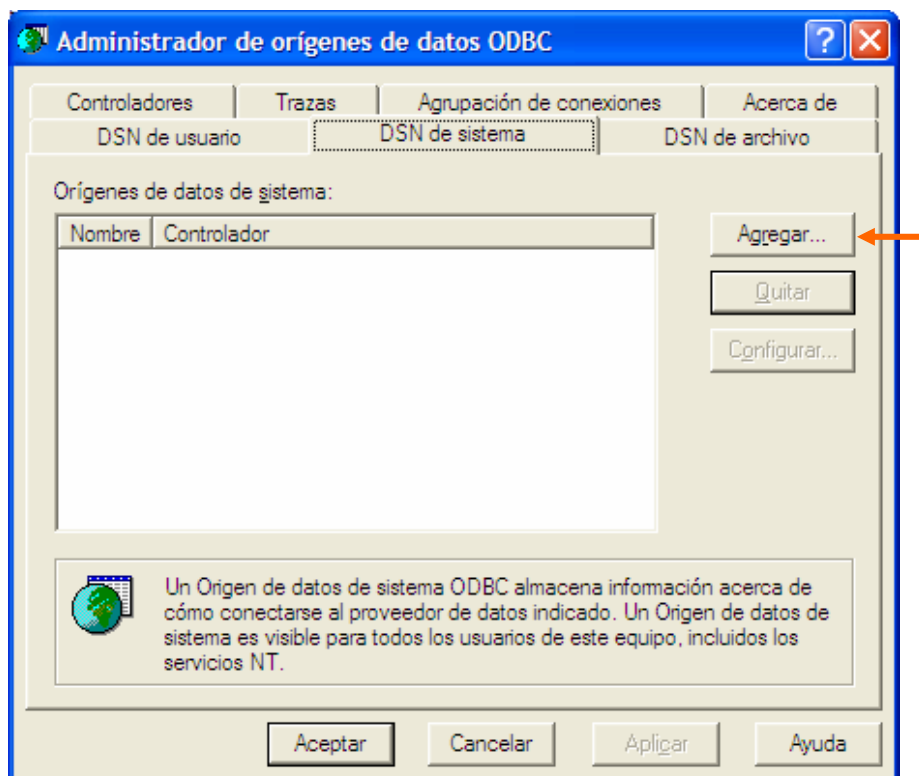 Administrador de orígenes de datos ODBC
Controladores Trazas Agrupación de conexiones Acerca de
DSN de usuario DSN de sistema DSN de archivo
Orígenes de datos de sistema:
Nombre Controlador
Agregar...
Quitar
Configurar...
Un Origen de datos de sistema ODBC almacena información acerca de
cómo conectarse al proveedor de datos indicado. Un Origen de datos de
sistema es visible para todos los usuarios de este equipo, incluidos los
servicios NT.
Aceptar Cancelar Aplicar Ayuda